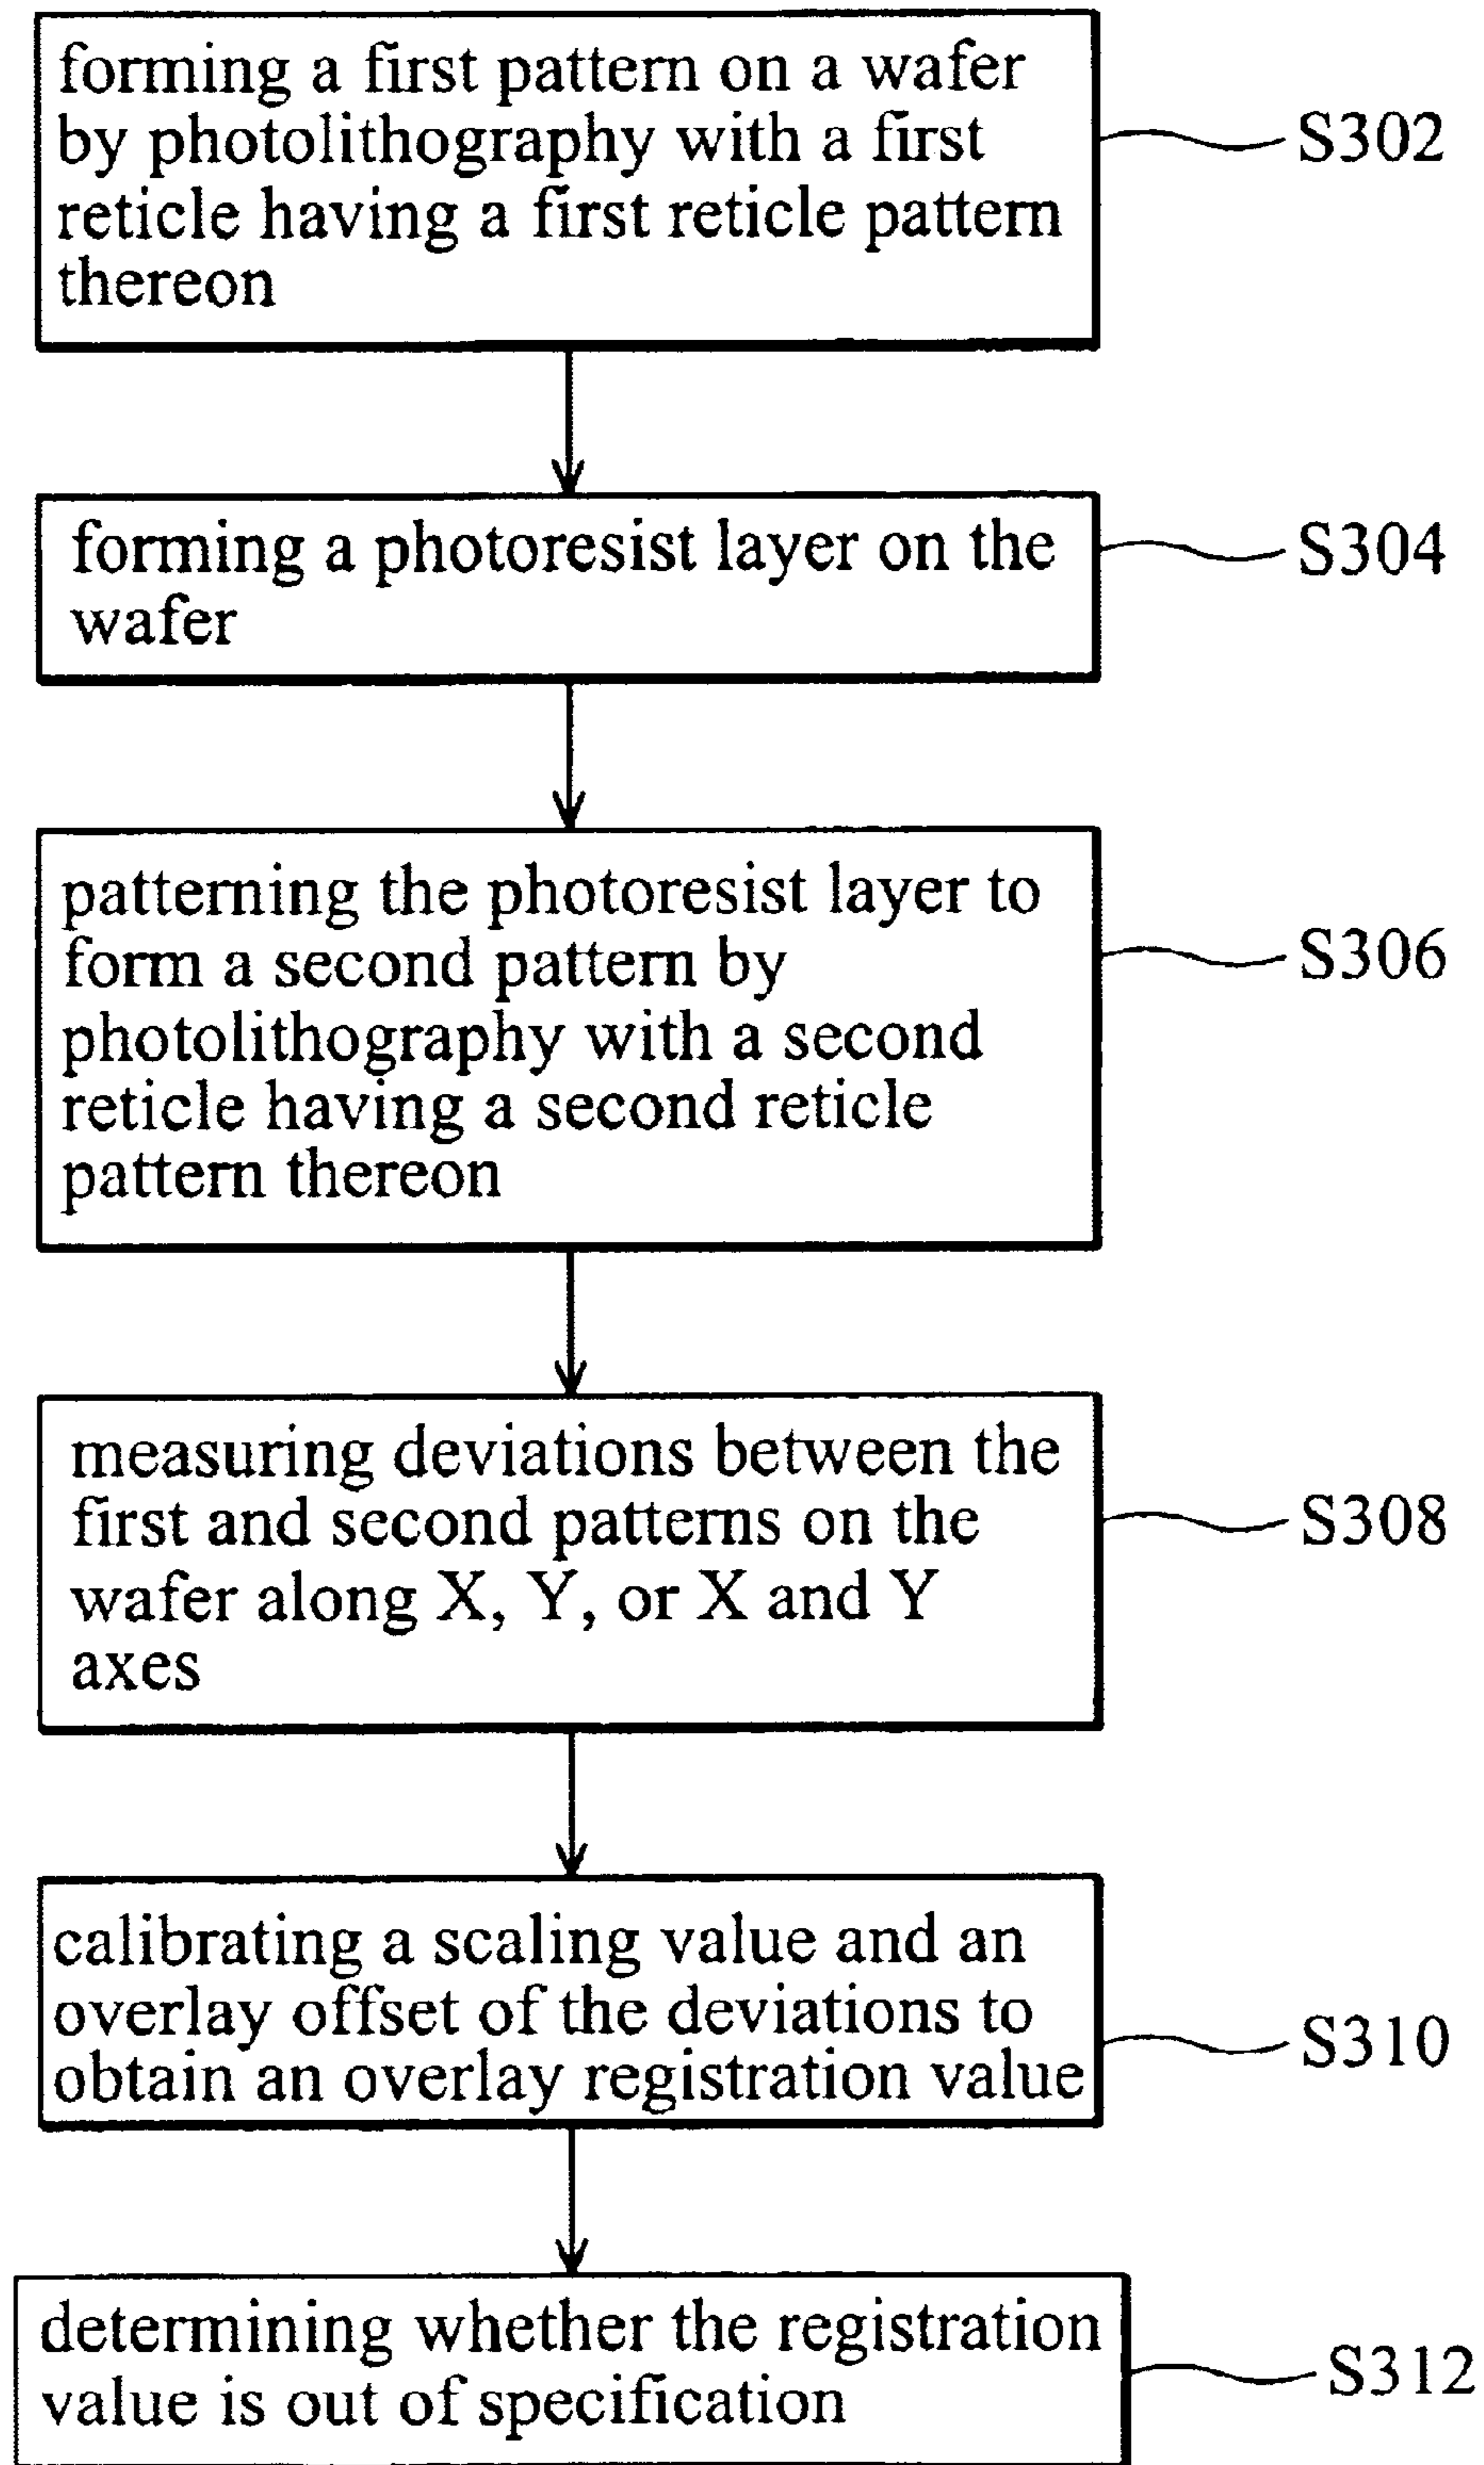 forming a first pattern on a wafer
by photolithography with a first
reticle having a first reticle pattern
thereon
S302
forming a photoresist layer on the
wafer
S304
patterning the photoresist layer to
form a second pattern by
photolithography with a second
reticle having a second reticle
pattern thereon
S306
measuring deviations between the
first and second patterns on the
wafer along X, Y, or X and Y
axes
S308
calibrating a scaling value and an
overlay offset of the deviations to
obtain an overlay registration value
S310
determining whether the registration
value is out of specification
S312